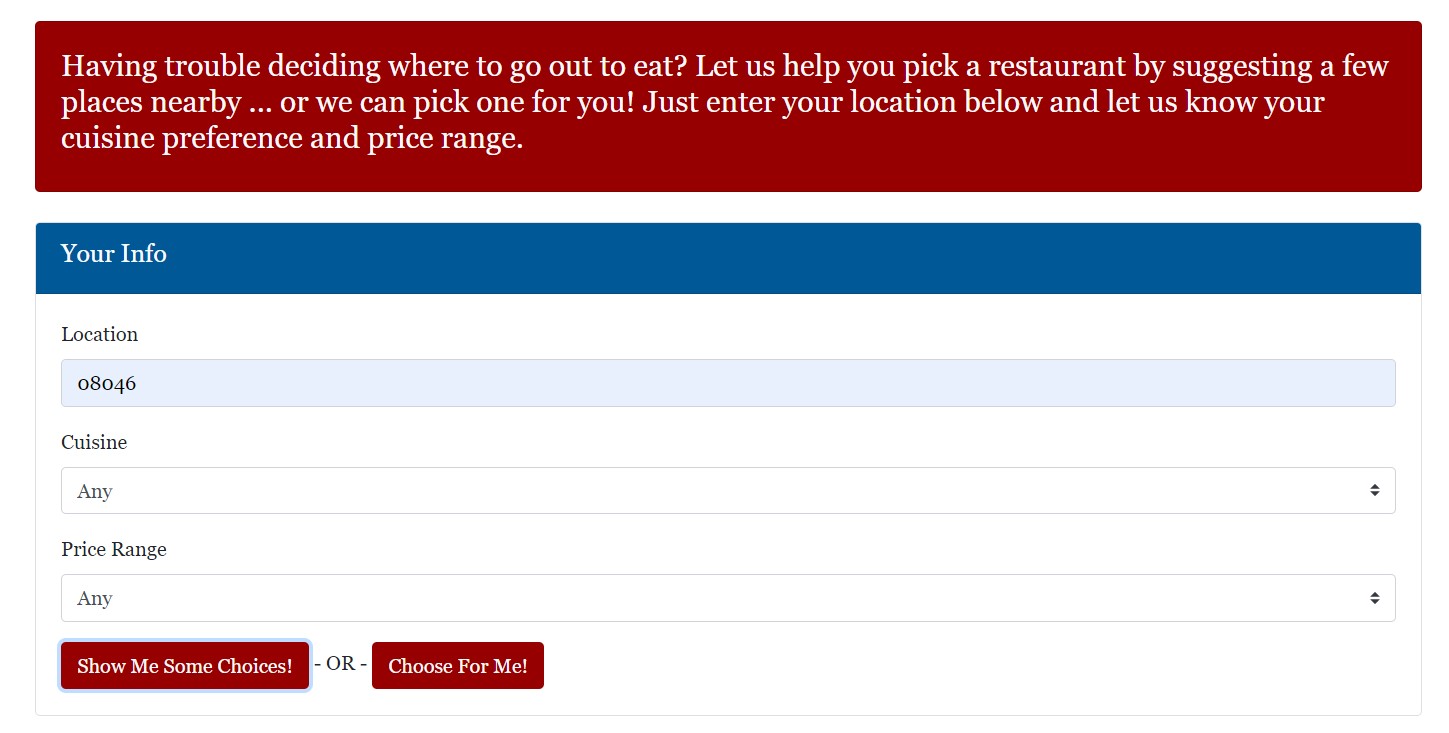 Having trouble deciding where to go out to eat? Let us help you pick a restaurant by suggesting a few
places nearby ... or we can pick one for you! Just enter your location below and let us know your
cuisine preference and price range.
Your Info
Location
08046
Cuisine
Any
Price Range
Any
Show Me Some Choices! - OR - Choose For Me!